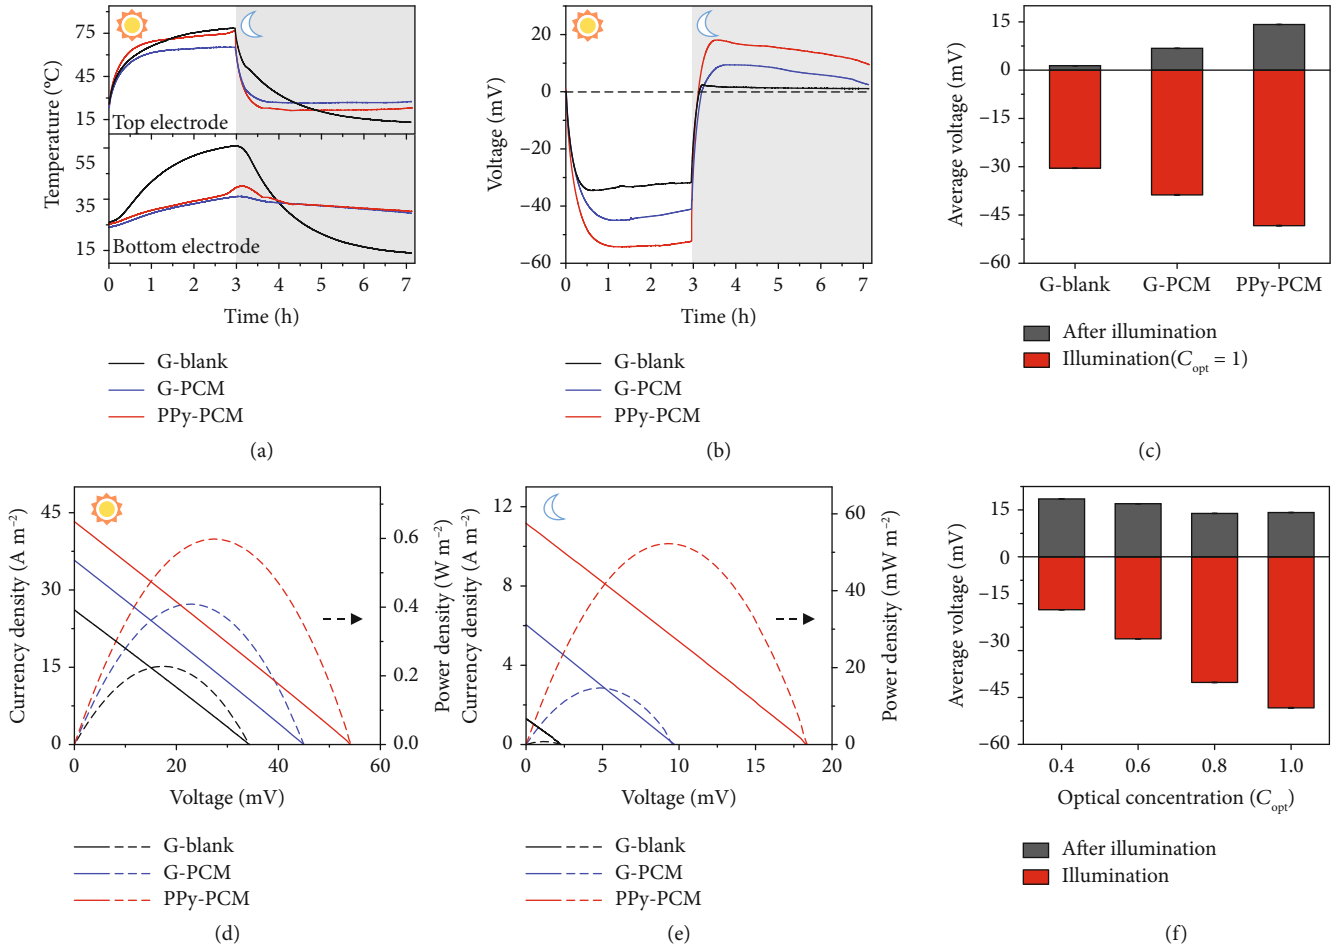 75
45
15
Top electrode
55
35
15
Bottom electrode
Temperature (°C)
0 1 2 3 4 5 6 7
Time (h)
G-blank
G-PCM
PPy-PCM
(a)
20
0
−20
−40
−60
Voltage (mV)
0 1 2 3 4 5 6 7
Time (h)
G-blank
G-PCM
PPy-PCM
(b)
15
0
−15
−30
−45
−60
Average voltage (mV)
G-blank G-PCM PPy-PCM
After illumination
Illumination(C_opt = 1)
(c)
45
30
15
0
Currency density (A m⁻²)
0 20 40 60
Voltage (mV)
0.6
0.4
0.2
0.0
Power density (W m⁻²)
G-blank
G-PCM
PPy-PCM
(d)
12
8
4
0
Currency density (A m⁻²)
0 5 10 15 20
Voltage (mV)
60
40
20
0
Power density (mW m⁻²)
G-blank
G-PCM
PPy-PCM
(e)
15
0
−15
−30
−45
−60
Average voltage (mV)
0.4 0.6 0.8 1.0
Optical concentration (C_opt)
After illumination
Illumination
(f)